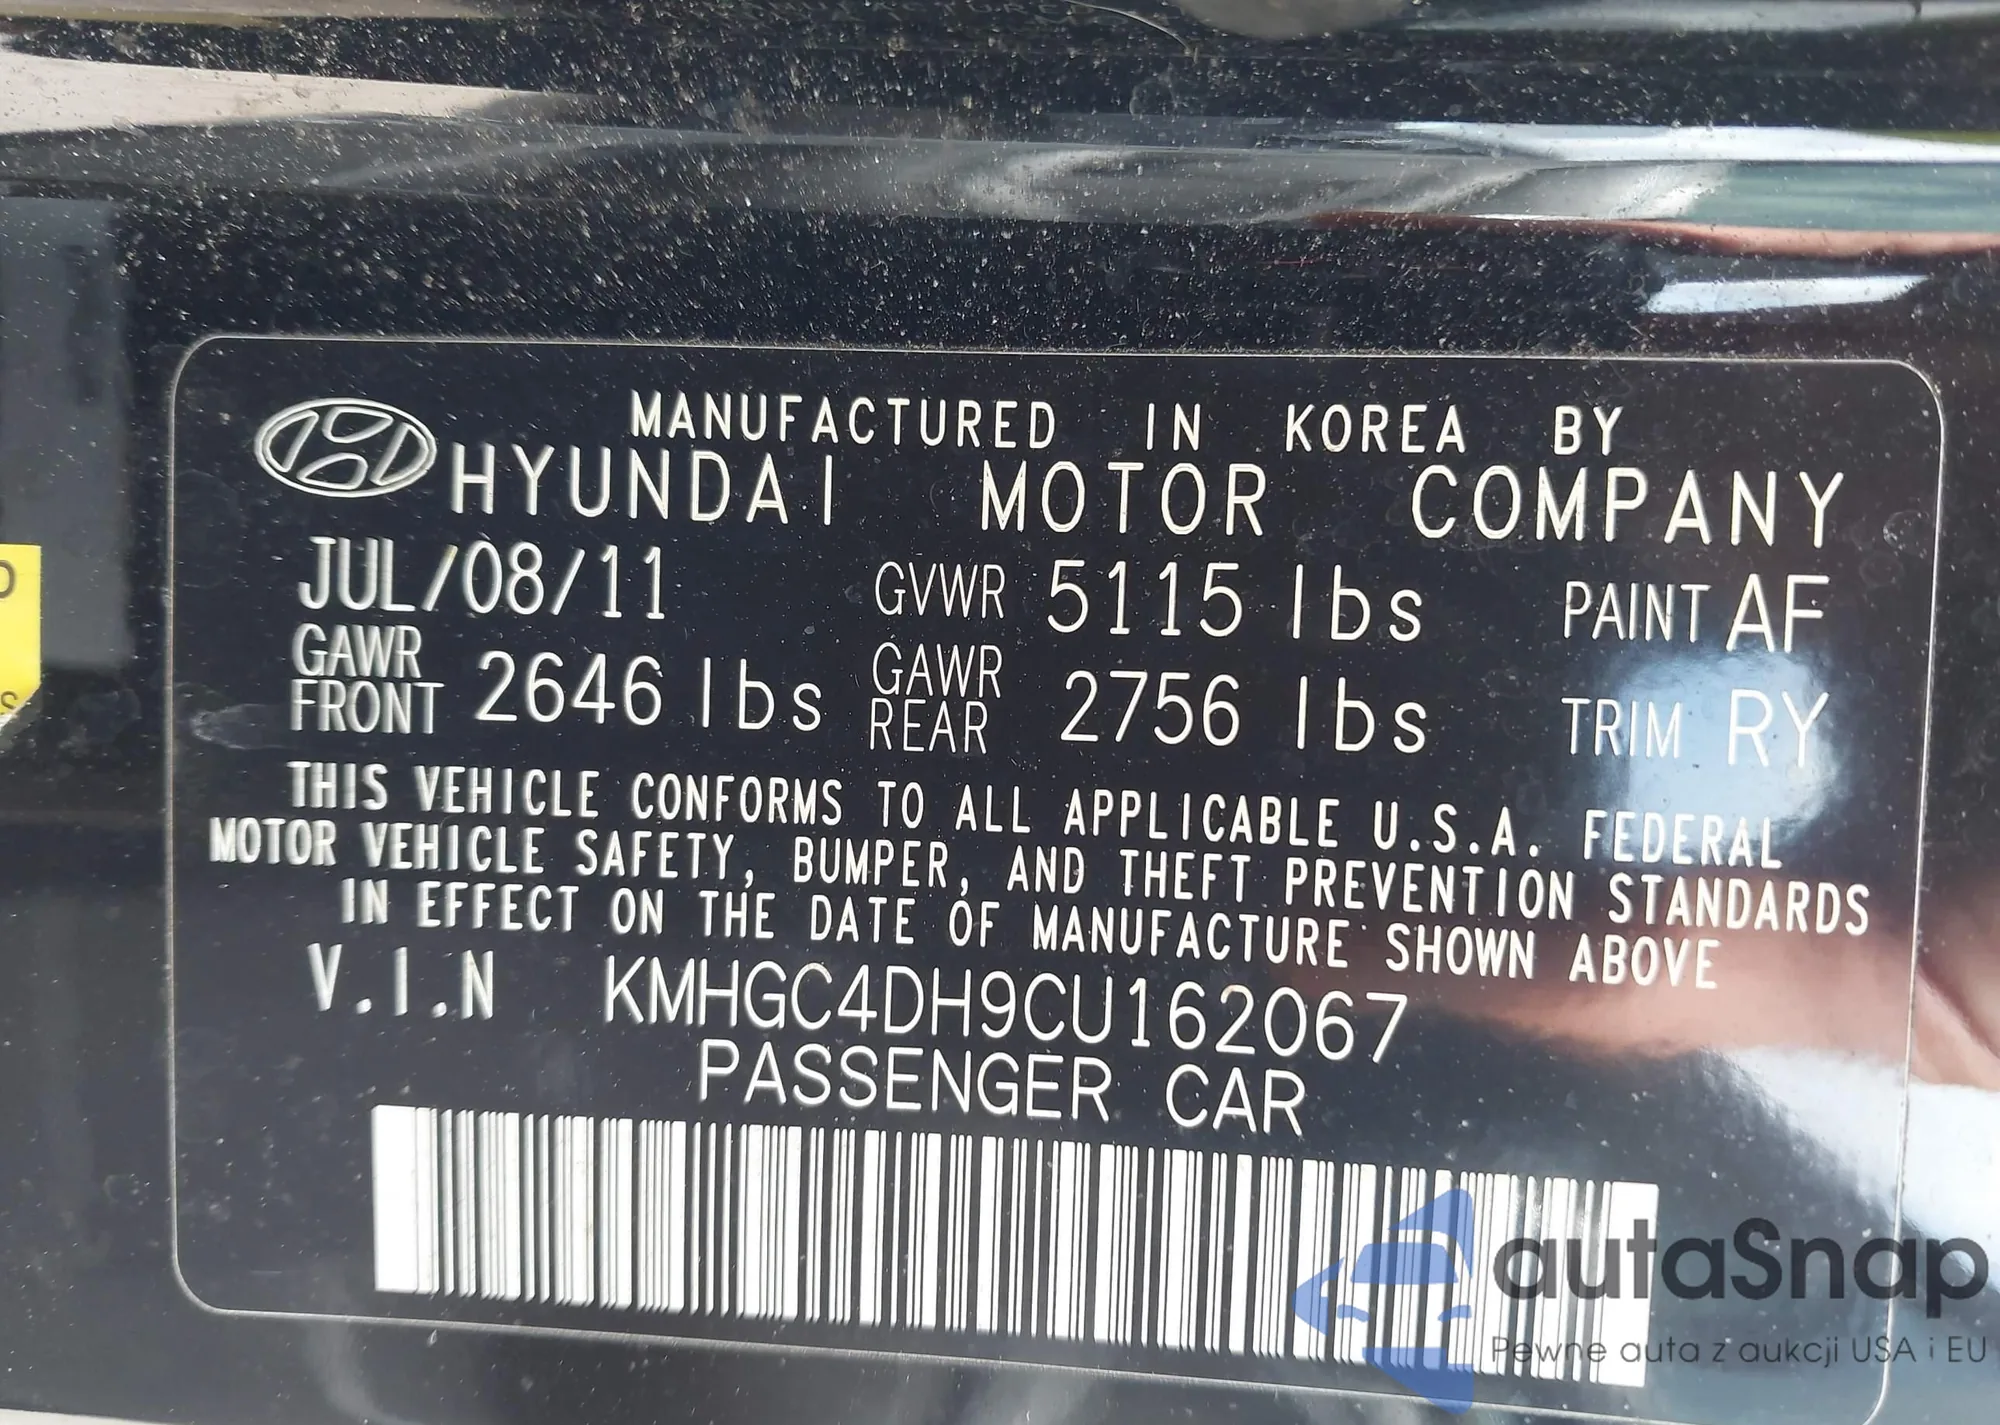 MANUFACTURED IN KOREA BY
HYUNDAI MOTOR COMPANY
JUL/08/11 GVWR 5115 lbs PAINT AF
GAWR FRONT 2646 lbs GAWR REAR 2756 lbs TRIM RY
THIS VEHICLE CONFORMS TO ALL APPLICABLE U.S.A. FEDERAL
MOTOR VEHICLE SAFETY, BUMPER, AND THEFT PREVENTION STANDARDS
IN EFFECT ON THE DATE OF MANUFACTURE SHOWN ABOVE
V.I.N KMHGC4DH9CU162067
PASSENGER CAR
autaSnap
Pewne auta z aukcji USA i EU